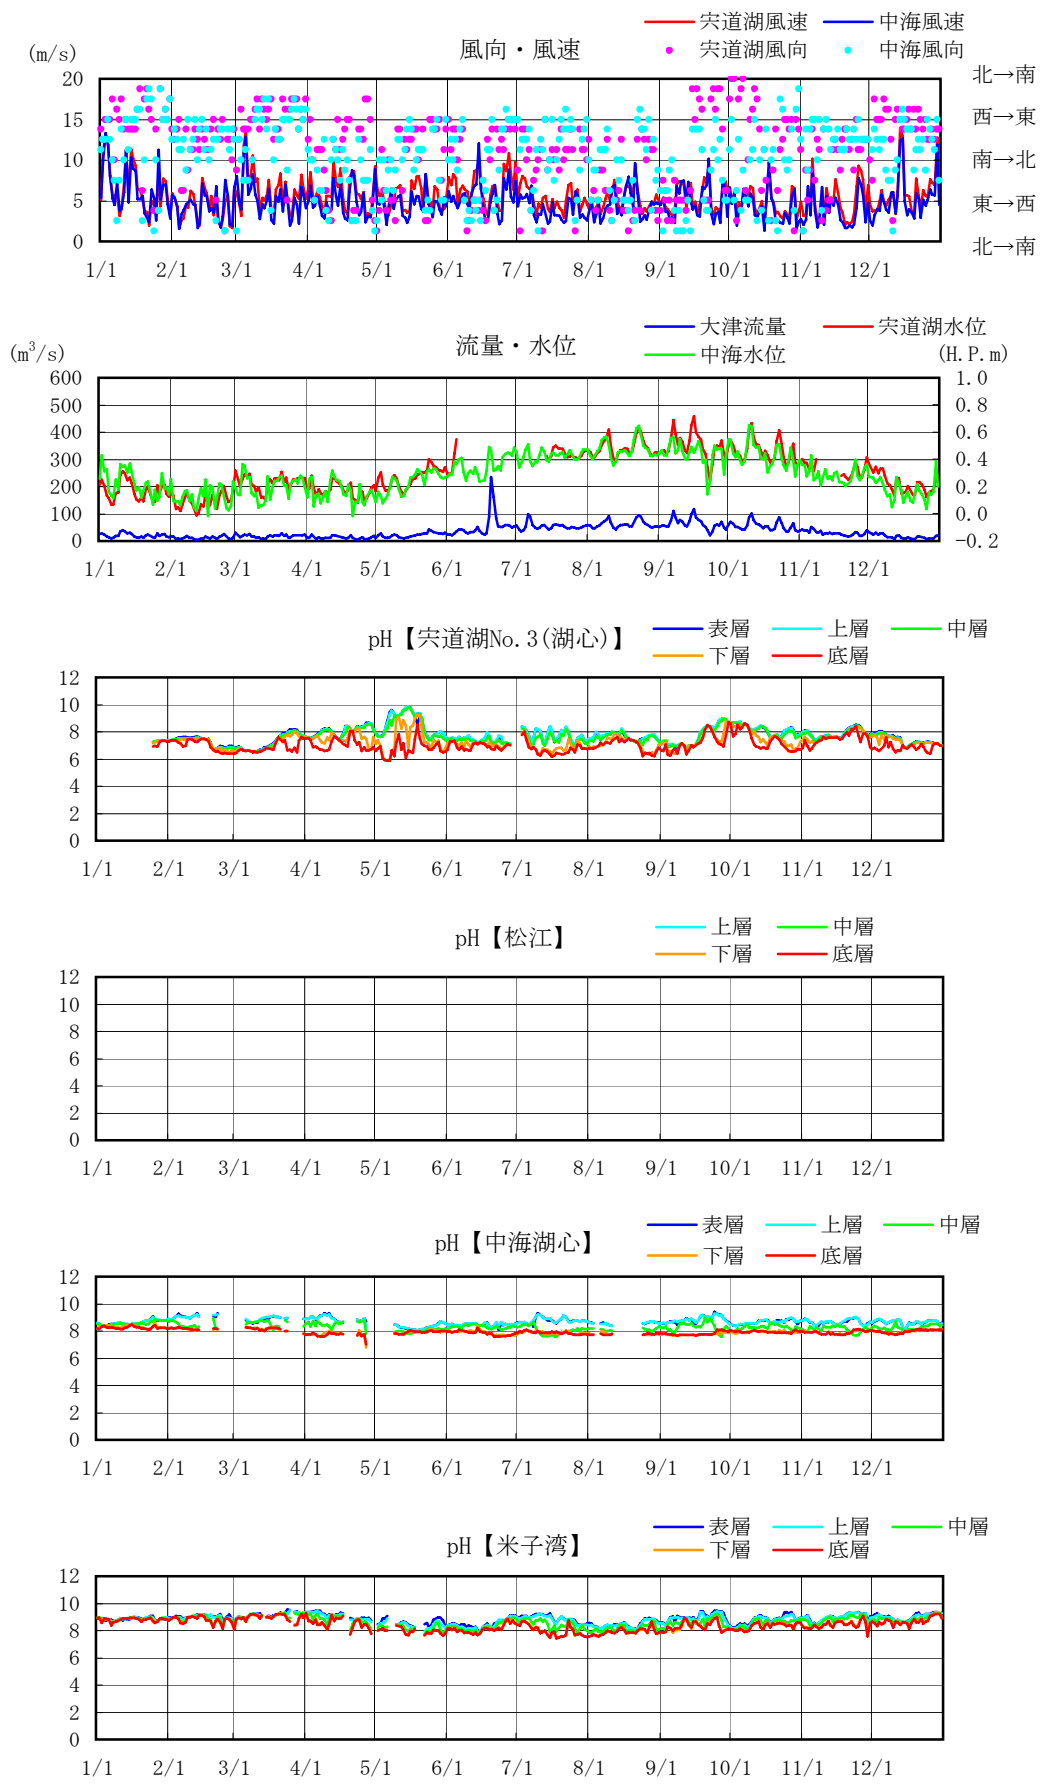 宍道湖風速 中海風速
風向・風速 宍道湖風向 中海風向
(m/s)
20 北→南
15 西→東
10 南→北
5 東→西
0 北→南
1/1 2/1 3/1 4/1 5/1 6/1 7/1 8/1 9/1 10/1 11/1 12/1
大津流量 宍道湖水位
流量・水位 中海水位
(m³/s) (H.P.m)
600 1.0
500 0.8
400 0.6
300 0.4
200 0.2
100 0.0
0 -0.2
1/1 2/1 3/1 4/1 5/1 6/1 7/1 8/1 9/1 10/1 11/1 12/1
pH【宍道湖No.3(湖心)】 表層 上層 中層
下層 底層
12
10
8
6
4
2
0
1/1 2/1 3/1 4/1 5/1 6/1 7/1 8/1 9/1 10/1 11/1 12/1
pH【松江】 上層 中層
下層 底層
12
10
8
6
4
2
0
1/1 2/1 3/1 4/1 5/1 6/1 7/1 8/1 9/1 10/1 11/1 12/1
pH【中海湖心】 表層 上層 中層
下層 底層
12
10
8
6
4
2
0
1/1 2/1 3/1 4/1 5/1 6/1 7/1 8/1 9/1 10/1 11/1 12/1
pH【米子湾】 表層 上層 中層
下層 底層
12
10
8
6
4
2
0
1/1 2/1 3/1 4/1 5/1 6/1 7/1 8/1 9/1 10/1 11/1 12/1